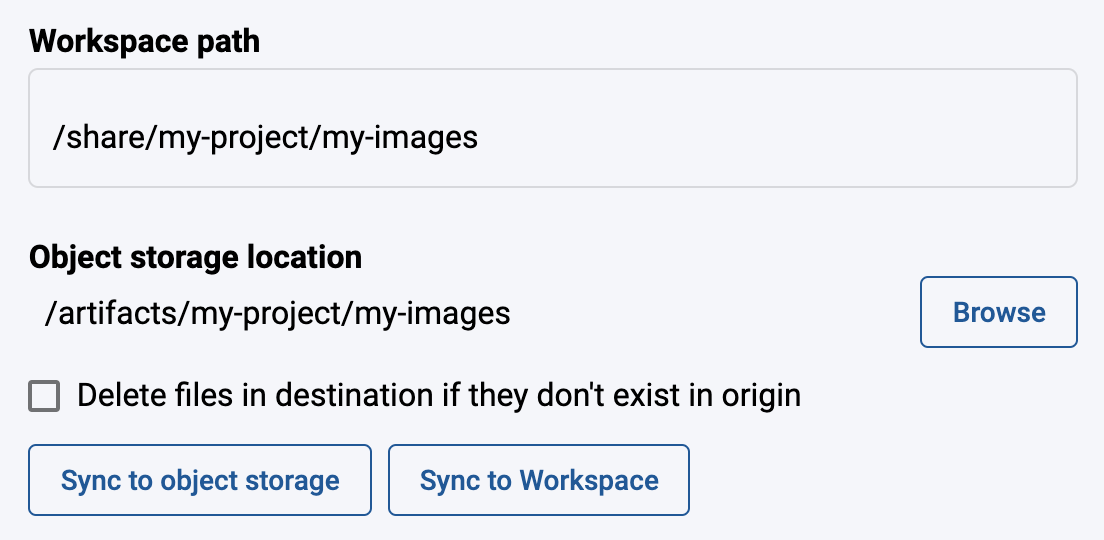 Workspace path
/share/my-project/my-images
Object storage location
/artifacts/my-project/my-images
Browse
Delete files in destination if they don't exist in origin
Sync to object storage
Sync to Workspace